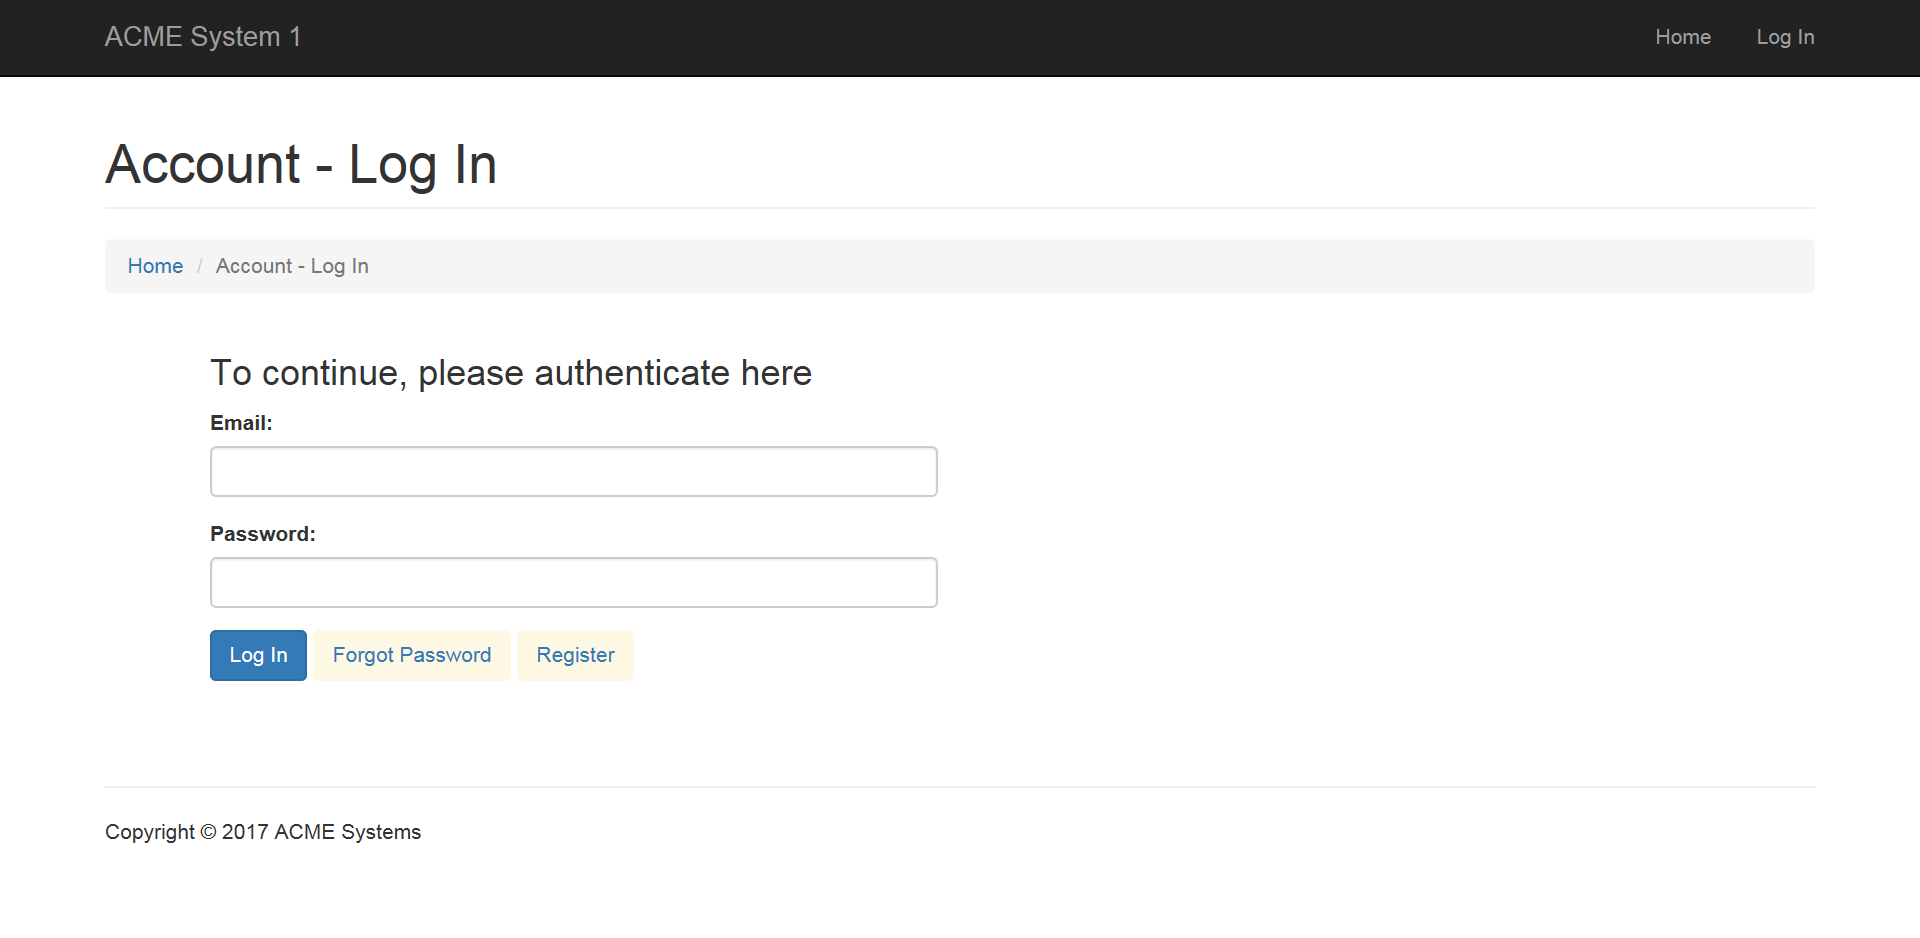 ACME System 1 Home Log In
Account - Log In
Home / Account - Log In
To continue, please authenticate here
Email:
Password:
Log In Forgot Password Register
Copyright © 2017 ACME Systems